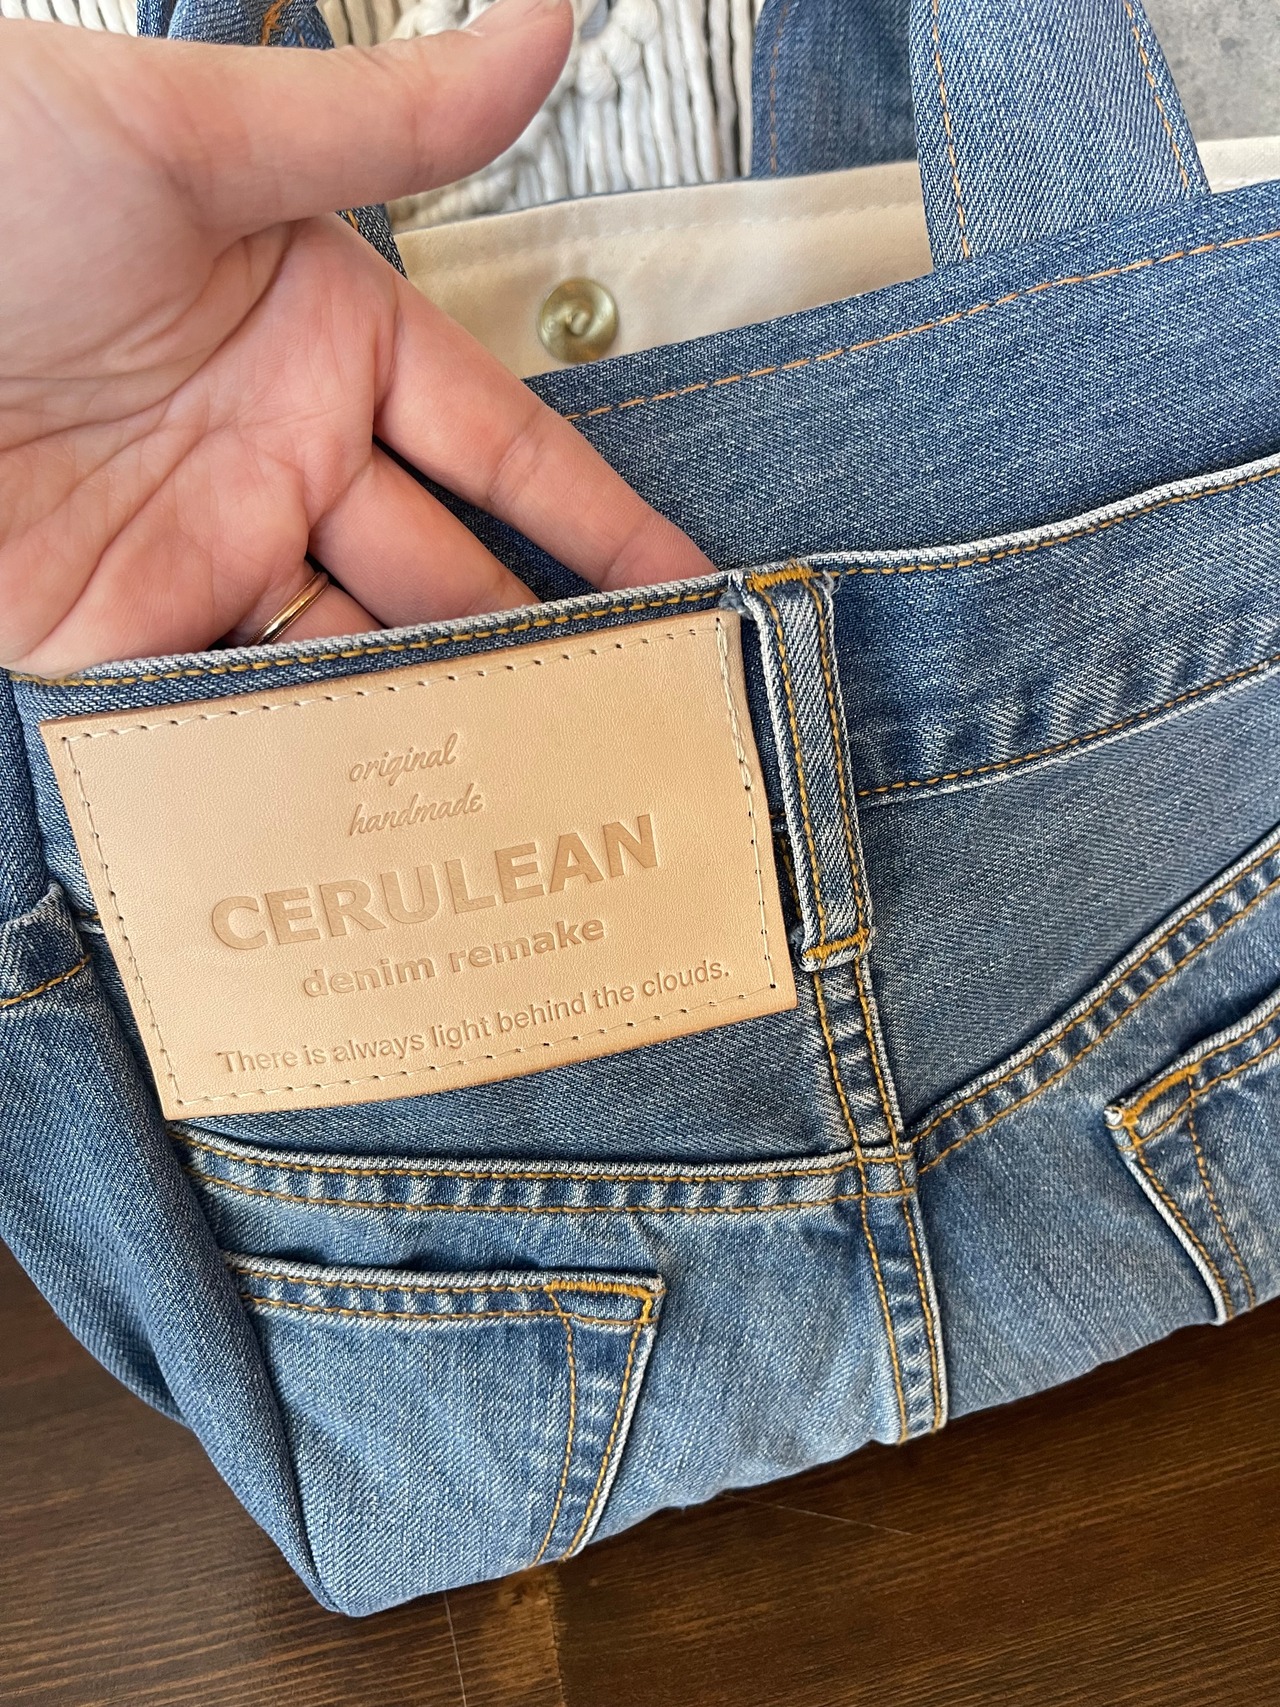 original
handmade
CERULEAN
denim remake
There is always light behind the clouds.